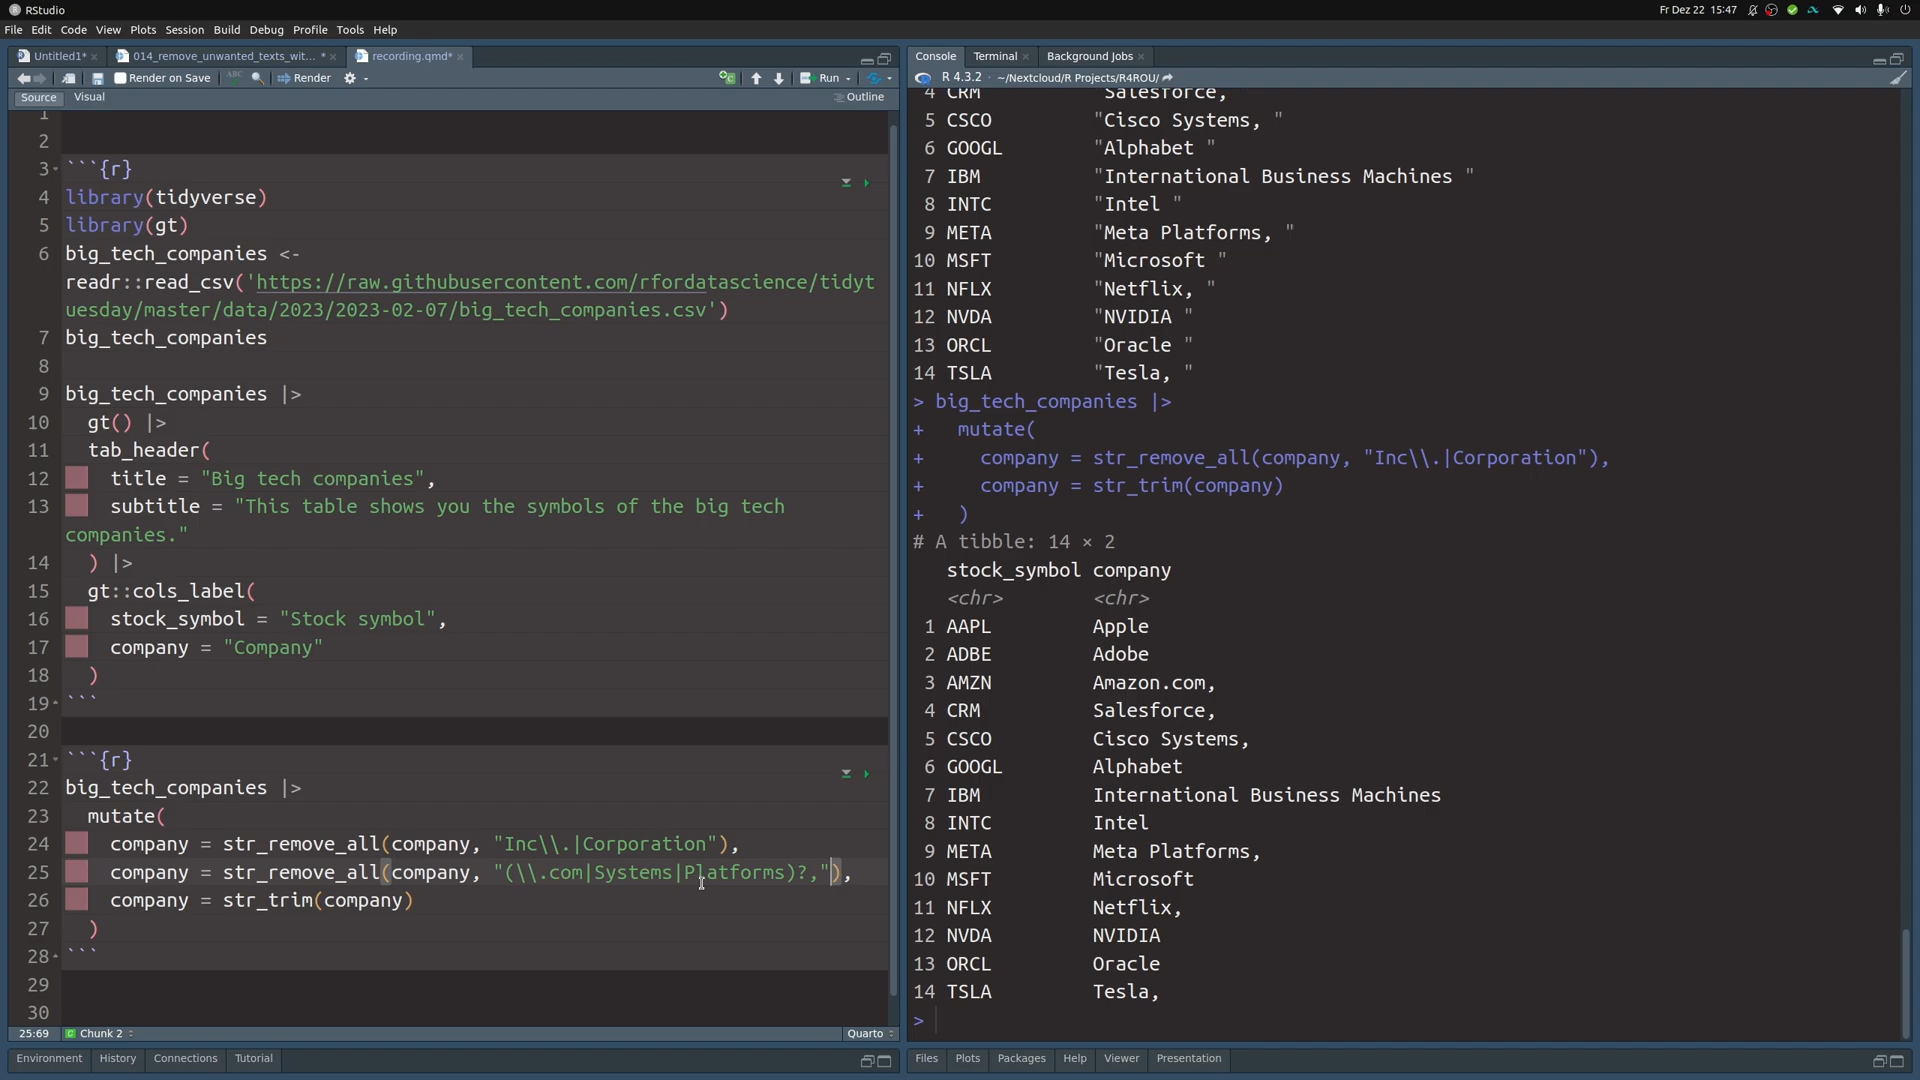 RStudio
Fr Dez 22 15:47
File Edit Code View Plots Session Build Debug Profile Tools Help
Untitled1* × 014_remove_unwanted_texts_wit... * × recording.qmd* ×
Render on Save ABC Render Run
Source Visual Outline
1
2
3 ```{r}
4 library(tidyverse)
5 library(gt)
6 big_tech_companies <-
readr::read_csv('https://raw.githubusercontent.com/rfordatascience/tidyt
uesday/master/data/2023/2023-02-07/big_tech_companies.csv')
7 big_tech_companies
8
9 big_tech_companies |>
10 gt() |>
11 tab_header(
12 title = "Big tech companies",
13 subtitle = "This table shows you the symbols of the big tech
companies."
14 ) |>
15 gt::cols_label(
16 stock_symbol = "Stock symbol",
17 company = "Company"
18 )
19 ```
20
21 ```{r}
22 big_tech_companies |>
23 mutate(
24 company = str_remove_all(company, "Inc\\.|Corporation"),
25 company = str_remove_all(company, "(\\.com|Systems|Platforms)?,"),
26 company = str_trim(company)
27 )
28 ```
29
30
25:69 C Chunk 2 Quarto
Environment History Connections Tutorial
Console Terminal × Background Jobs ×
R 4.3.2 · ~/Nextcloud/R Projects/R4ROU/
4 CRM "Salesforce,
5 CSCO "Cisco Systems, "
6 GOOGL "Alphabet "
7 IBM "International Business Machines "
8 INTC "Intel "
9 META "Meta Platforms, "
10 MSFT "Microsoft "
11 NFLX "Netflix, "
12 NVDA "NVIDIA "
13 ORCL "Oracle "
14 TSLA "Tesla, "
> big_tech_companies |>
+ mutate(
+ company = str_remove_all(company, "Inc\\.|Corporation"),
+ company = str_trim(company)
+ )
# A tibble: 14 × 2
stock_symbol company
<chr> <chr>
1 AAPL Apple
2 ADBE Adobe
3 AMZN Amazon.com,
4 CRM Salesforce,
5 CSCO Cisco Systems,
6 GOOGL Alphabet
7 IBM International Business Machines
8 INTC Intel
9 META Meta Platforms,
10 MSFT Microsoft
11 NFLX Netflix,
12 NVDA NVIDIA
13 ORCL Oracle
14 TSLA Tesla,
>
Files Plots Packages Help Viewer Presentation